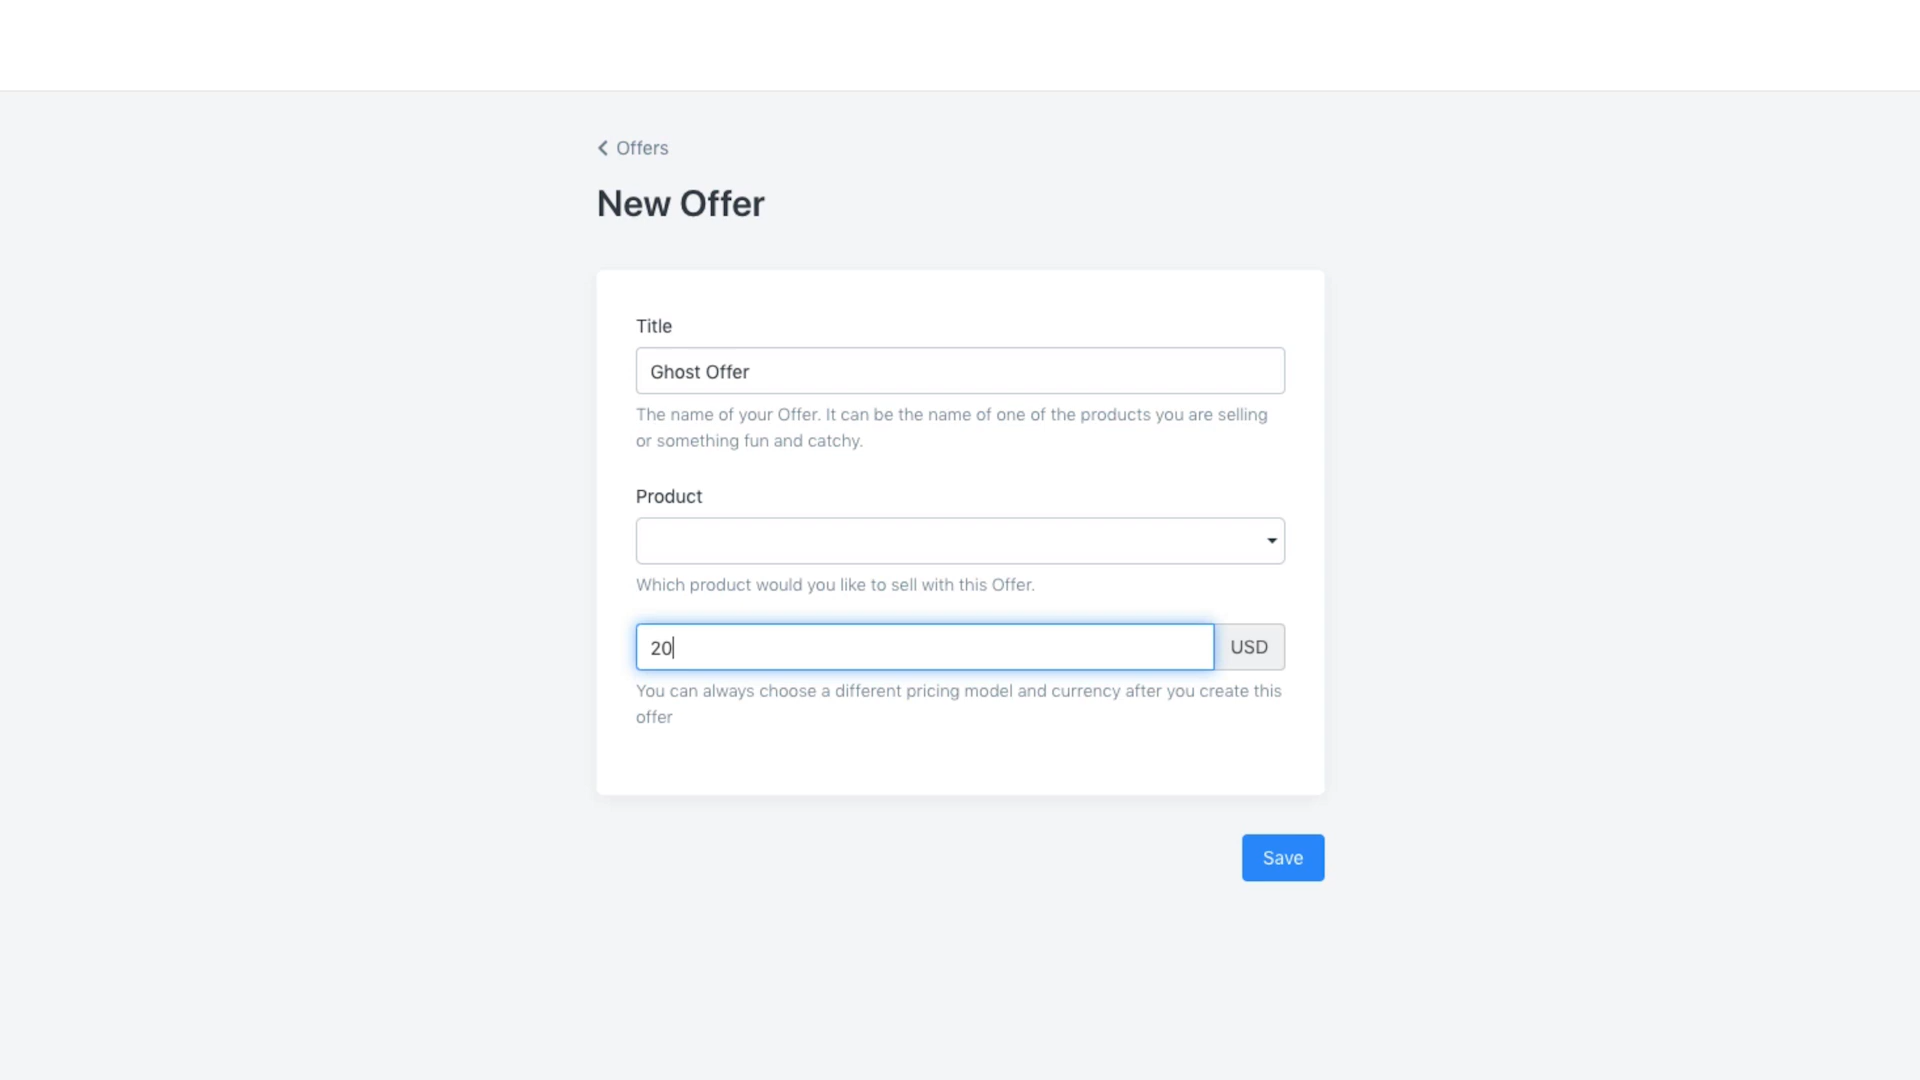 Offers
New Offer
Title
Ghost Offer
The name of your Offer. It can be the name of one of the products you are selling
or something fun and catchy.
Product
Which product would you like to sell with this Offer.
20
USD
You can always choose a different pricing model and currency after you create this
offer
Save